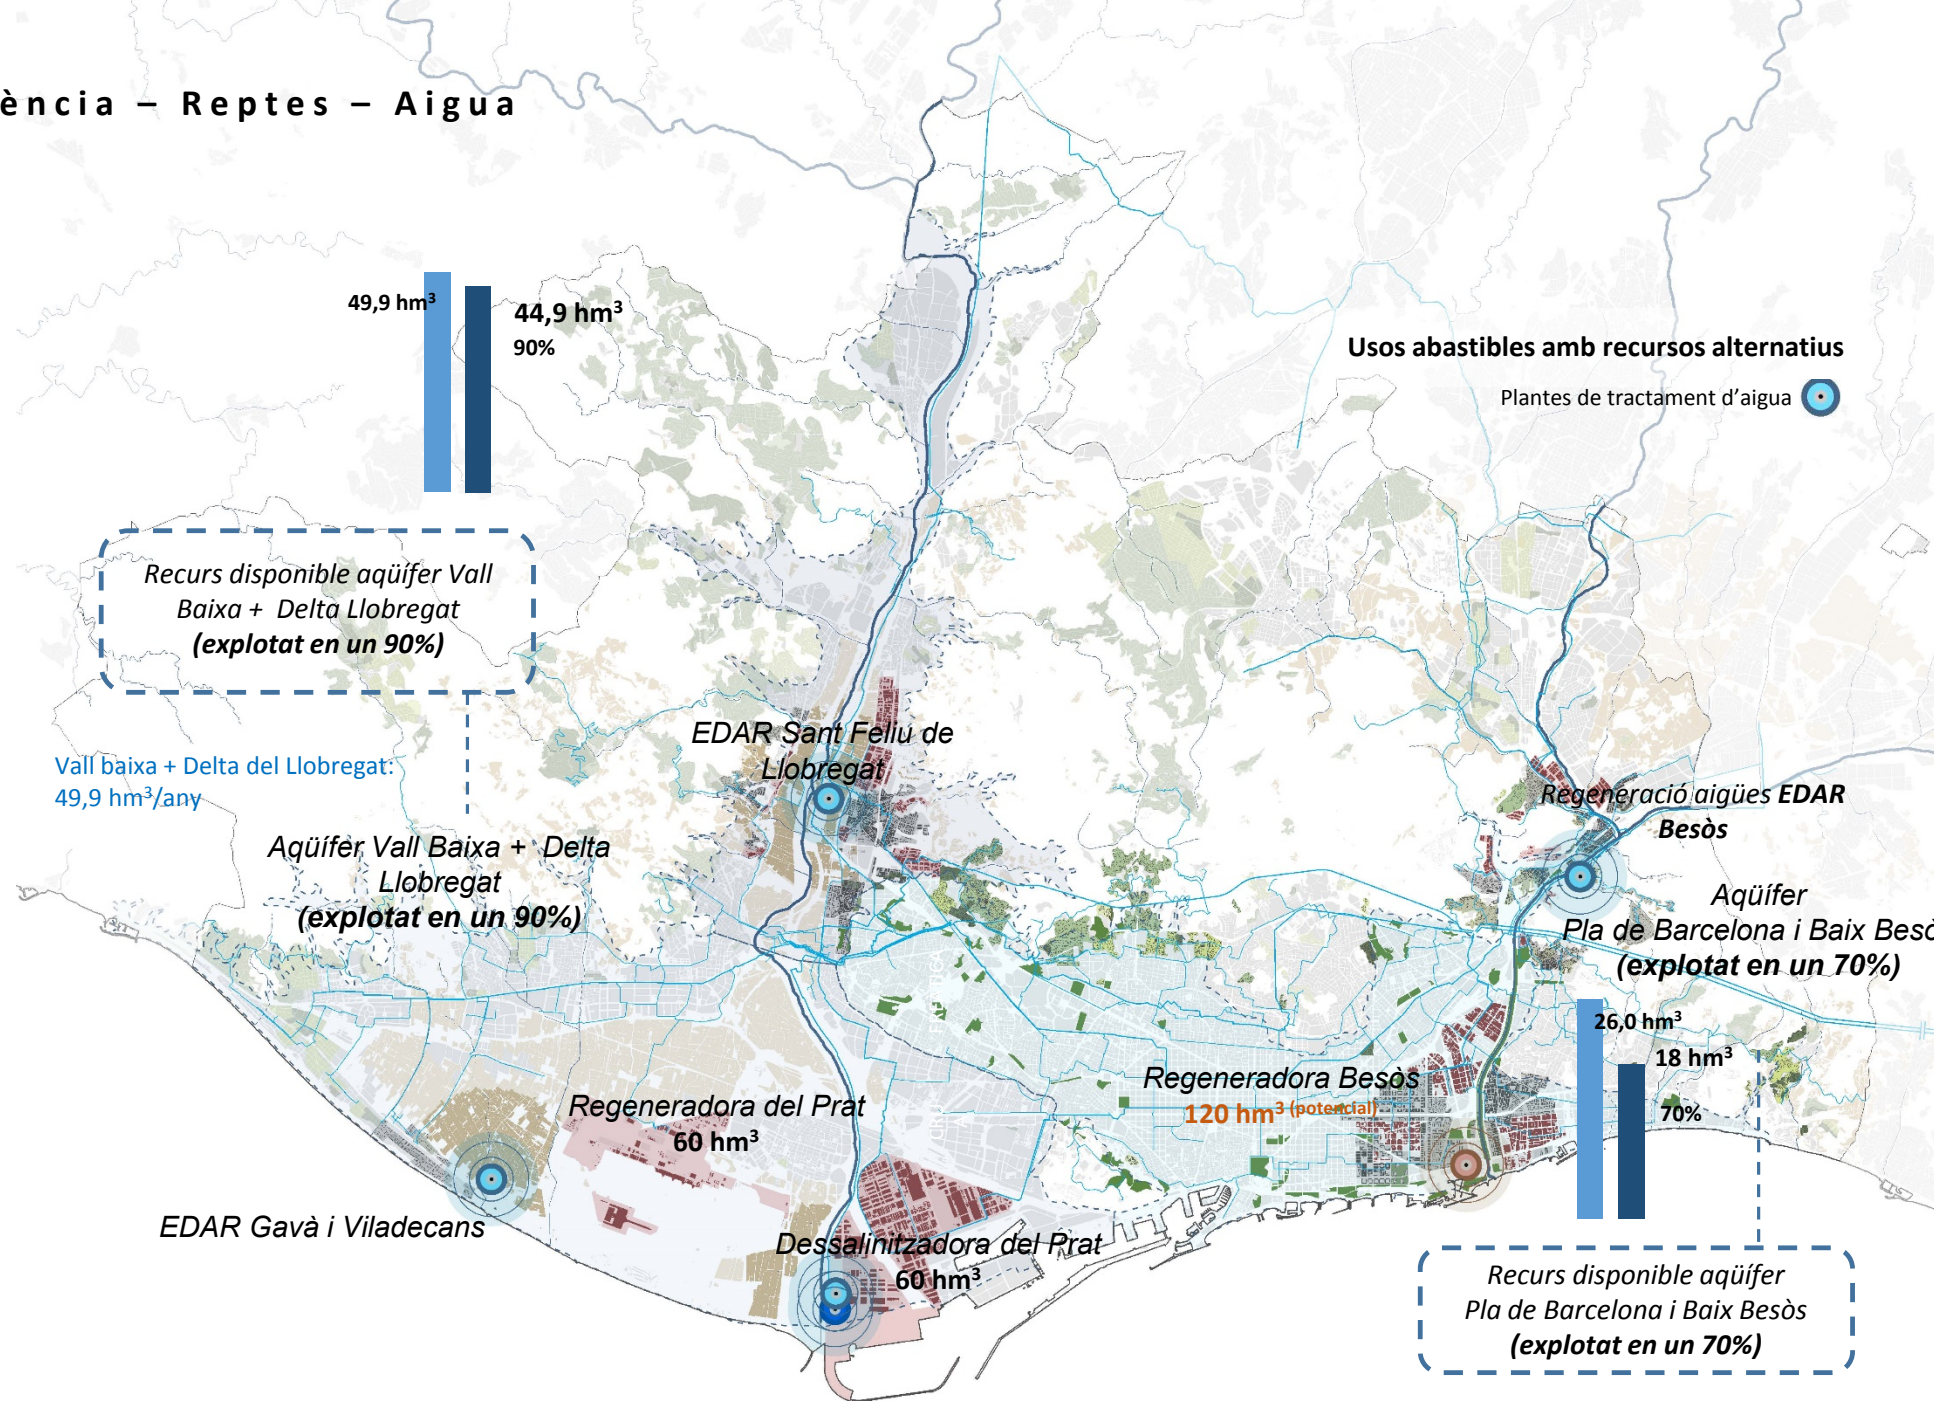 ència – Reptes – Aigua
49,9 hm³
44,9 hm³
90%
Usos abastibles amb recursos alternatius
Plantes de tractament d'aigua
Recurs disponible aqüífer Vall
Baixa + Delta Llobregat
(explotat en un 90%)
Vall baixa + Delta del Llobregat:
49,9 hm³/any
Aqüífer Vall Baixa + Delta
Llobregat
(explotat en un 90%)
EDAR Sant Feliu de
Llobregat
Regeneració aigües EDAR
Besòs
Aqüífer
Pla de Barcelona i Baix Besò
(explotat en un 70%)
26,0 hm³
18 hm³
70%
Regeneradora Besòs
120 hm³ (potencial)
Regeneradora del Prat
60 hm³
EDAR Gavà i Viladecans
Dessalinitzadora del Prat
60 hm³
Recurs disponible aqüífer
Pla de Barcelona i Baix Besòs
(explotat en un 70%)